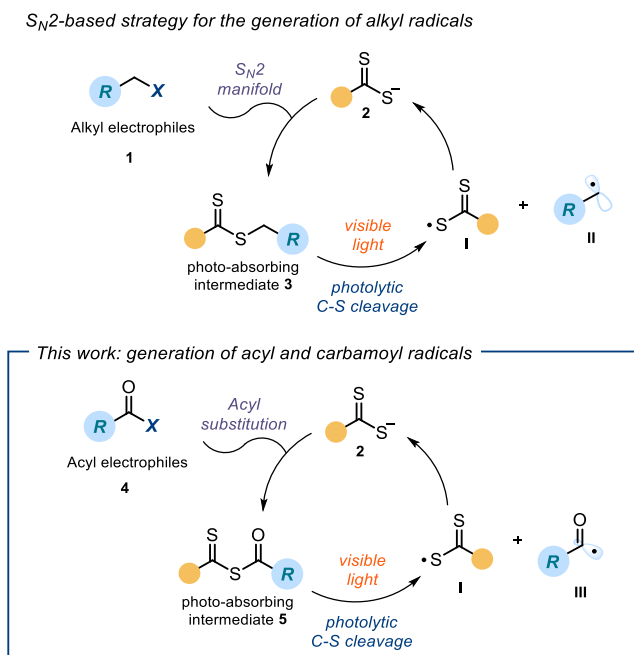 S_N2-based strategy for the generation of alkyl radicals
R
X
Alkyl electrophiles
1
S_N2
manifold
S
S⁻
2
S
S
R
photo-absorbing
intermediate 3
visible
light
photolytic
C-S cleavage
S
•S
I
+
R
•
II
This work: generation of acyl and carbamoyl radicals
O
R
X
Acyl electrophiles
4
Acyl
substitution
S
S⁻
2
S
O
S
R
photo-absorbing
intermediate 5
visible
light
photolytic
C-S cleavage
S
•S
I
+
O
R
•
III